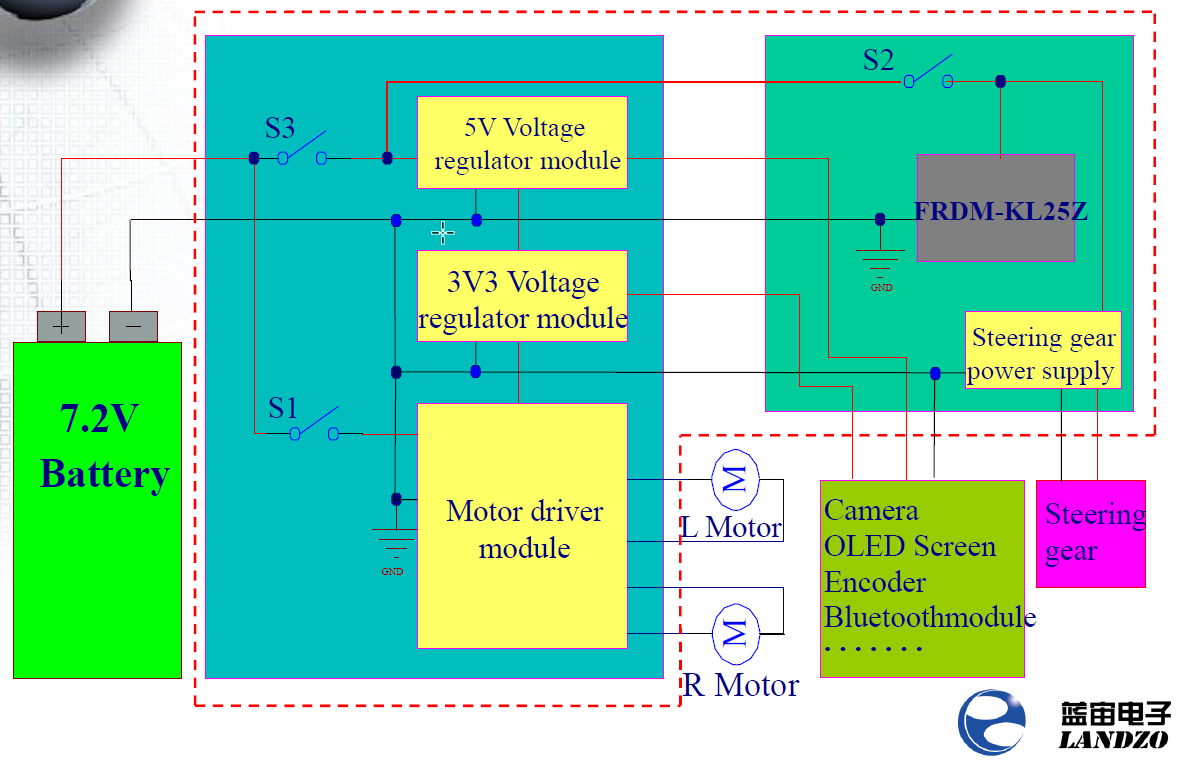 S2
S3
5V Voltage
regulator module
FRDM-KL25Z
GND
3V3 Voltage
regulator module
+
−
Steering gear
power supply
7.2V
Battery
S1
Motor driver
module
GND
M
L Motor
M
R Motor
Camera
OLED Screen
Encoder
Bluetoothmodule
.......
Steering
gear
蓝宙电子
LANDZO